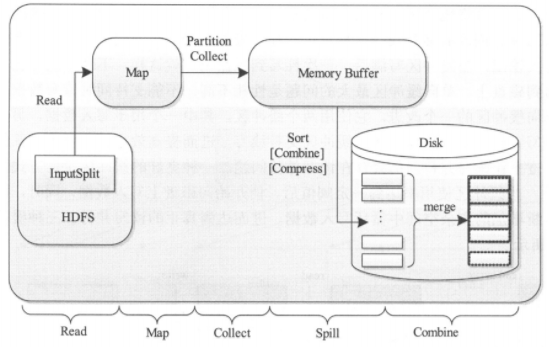 Partition
Collect
Map
Memory Buffer
Read
Sort
[Combine]
[Compress]
Disk
InputSplit
HDFS
merge
Read
Map
Collect
Spill
Combine